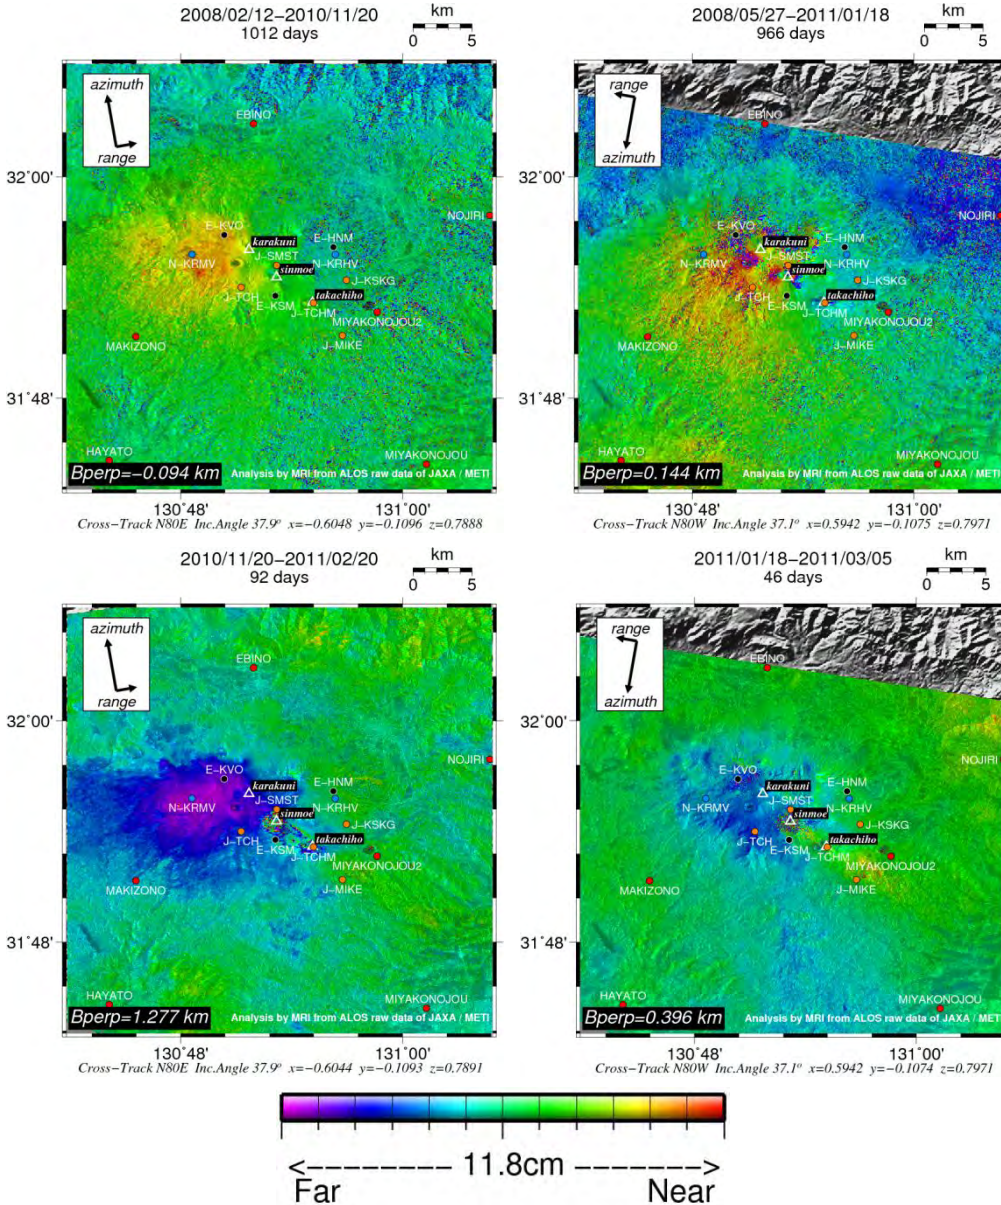 2008/02/12−2010/11/20
1012 days
km
0 5
azimuth
range
EBINO
32°00'
NOJIRI
E−KVO
karakuni
E−HNM
J−SMST
N−KRMV
sinmoe
N−KRHV
J−KSKG
J−TCH
E−KSM
takachiho
J−TCHM
MIYAKONOJOU2
MAKIZONO
J−MIKE
31°48'
HAYATO
MIYAKONOJOU
Bperp=−0.094 km
Analysis by MRI from ALOS raw data of JAXA / METI
130°48' 131°00'
Cross−Track N80E Inc.Angle 37.9° x=−0.6048 y=−0.1096 z=0.7888
2008/05/27−2011/01/18
966 days
km
0 5
range
azimuth
EBINO
32°00'
NOJIRI
E−KVO
karakuni
E−HNM
J−SMST
N−KRMV
sinmoe
N−KRHV
J−KSKG
J−TCH
E−KSM
takachiho
J−TCHM
MIYAKONOJOU2
MAKIZONO
J−MIKE
31°48'
HAYATO
MIYAKONOJOU
Bperp=0.144 km
Analysis by MRI from ALOS raw data of JAXA / METI
130°48' 131°00'
Cross−Track N80W Inc.Angle 37.1° x=0.5942 y=−0.1075 z=0.7971
2010/11/20−2011/02/20
92 days
km
0 5
azimuth
range
EBINO
32°00'
NOJIRI
E−KVO
karakuni
E−HNM
J−SMST
N−KRMV
sinmoe
N−KRHV
J−KSKG
J−TCH
E−KSM
takachiho
J−TCHM
MIYAKONOJOU2
MAKIZONO
J−MIKE
31°48'
HAYATO
MIYAKONOJOU
Bperp=1.277 km
Analysis by MRI from ALOS raw data of JAXA / METI
130°48' 131°00'
Cross−Track N80E Inc.Angle 37.9° x=−0.6044 y=−0.1093 z=0.7891
2011/01/18−2011/03/05
46 days
km
0 5
range
azimuth
EBINO
32°00'
NOJIRI
E−KVO
karakuni
E−HNM
J−SMST
N−KRMV
sinmoe
N−KRHV
J−KSKG
J−TCH
E−KSM
takachiho
J−TCHM
MIYAKONOJOU2
MAKIZONO
J−MIKE
31°48'
HAYATO
MIYAKONOJOU
Bperp=0.396 km
Analysis by MRI from ALOS raw data of JAXA / METI
130°48' 131°00'
Cross−Track N80W Inc.Angle 37.1° x=0.5942 y=−0.1074 z=0.7971
<−−−−−−−− 11.8cm −−−−−−−−>
Far Near